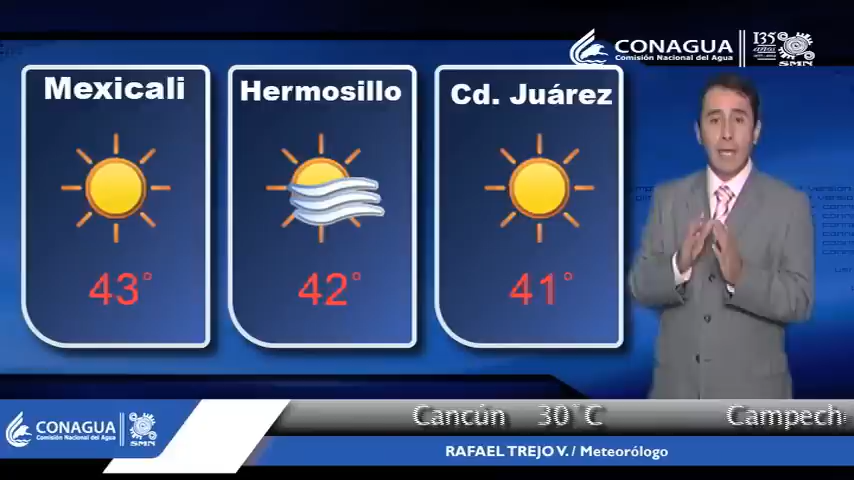 CONAGUA
Comisión Nacional del Agua
135
años
SMN
Mexicali
Hermosillo
Cd. Juárez
43°
42°
41°
Cancún 30°C Campech
CONAGUA
Comisión Nacional del Agua
SMN
RAFAEL TREJO V. / Meteorólogo